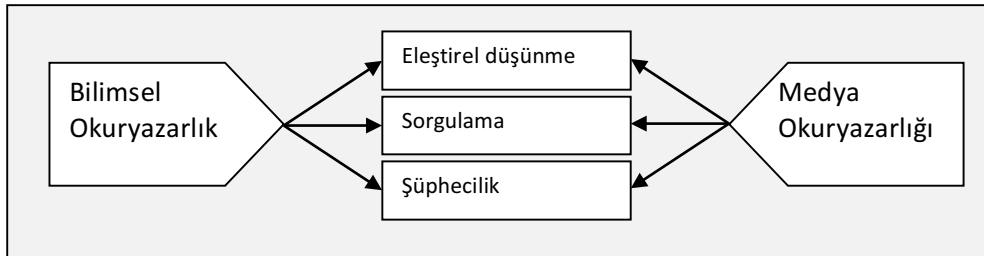 Bilimsel
Okuryazarlık
Eleştirel düşünme
Sorgulama
Şüphecilik
Medya
Okuryazarlığı